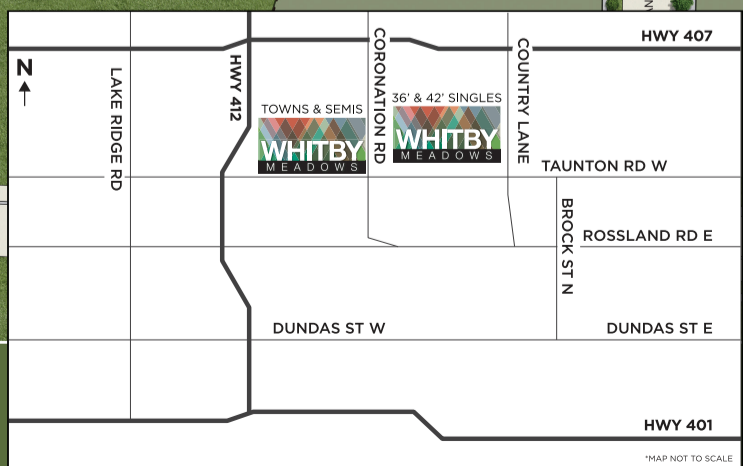 HWY 407
N
LAKE RIDGE RD
HWY 412
CORONATION RD
COUNTRY LANE
TOWNS & SEMIS
WHITBY
MEADOWS
36' & 42' SINGLES
WHITBY
MEADOWS
TAUNTON RD W
BROCK ST N
ROSSLAND RD E
DUNDAS ST W
DUNDAS ST E
HWY 401
*MAP NOT TO SCALE